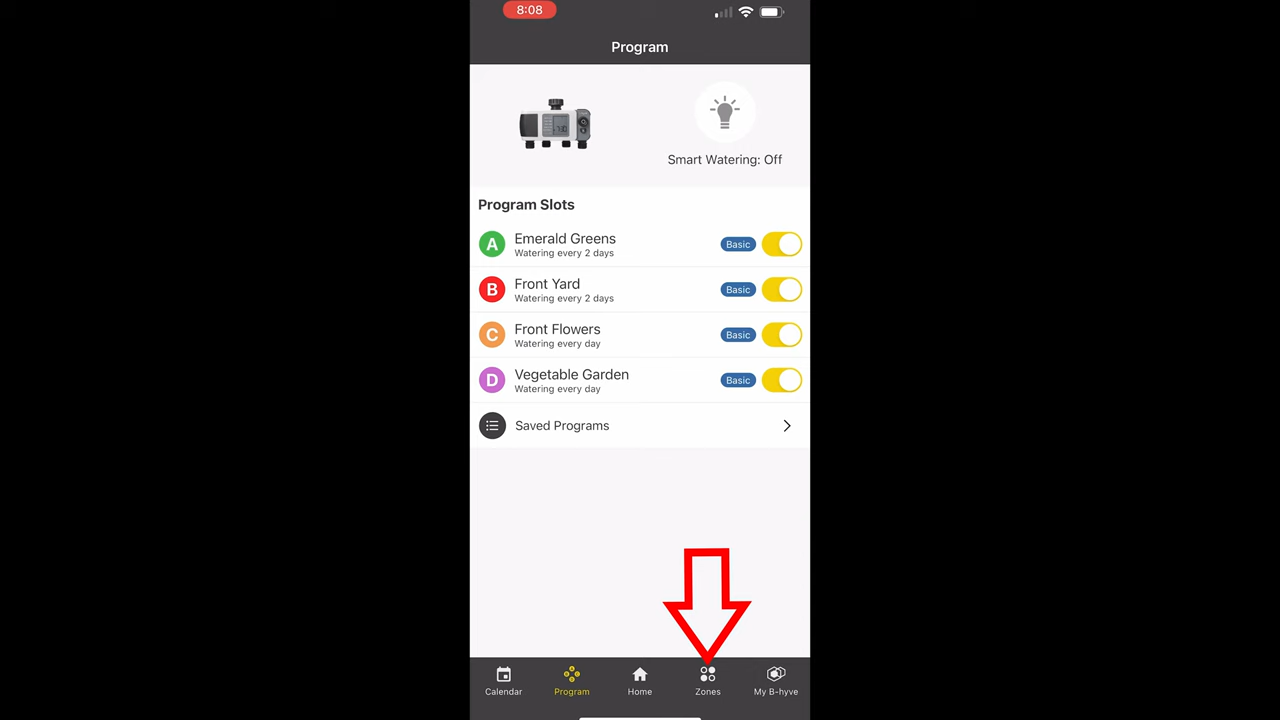 8:08
Program
Smart Watering: Off
Program Slots
A Emerald Greens Basic
Watering every 2 days
B Front Yard Basic
Watering every 2 days
C Front Flowers Basic
Watering every day
D Vegetable Garden Basic
Watering every day
Saved Programs
Calendar Program Home Zones My B-hyve